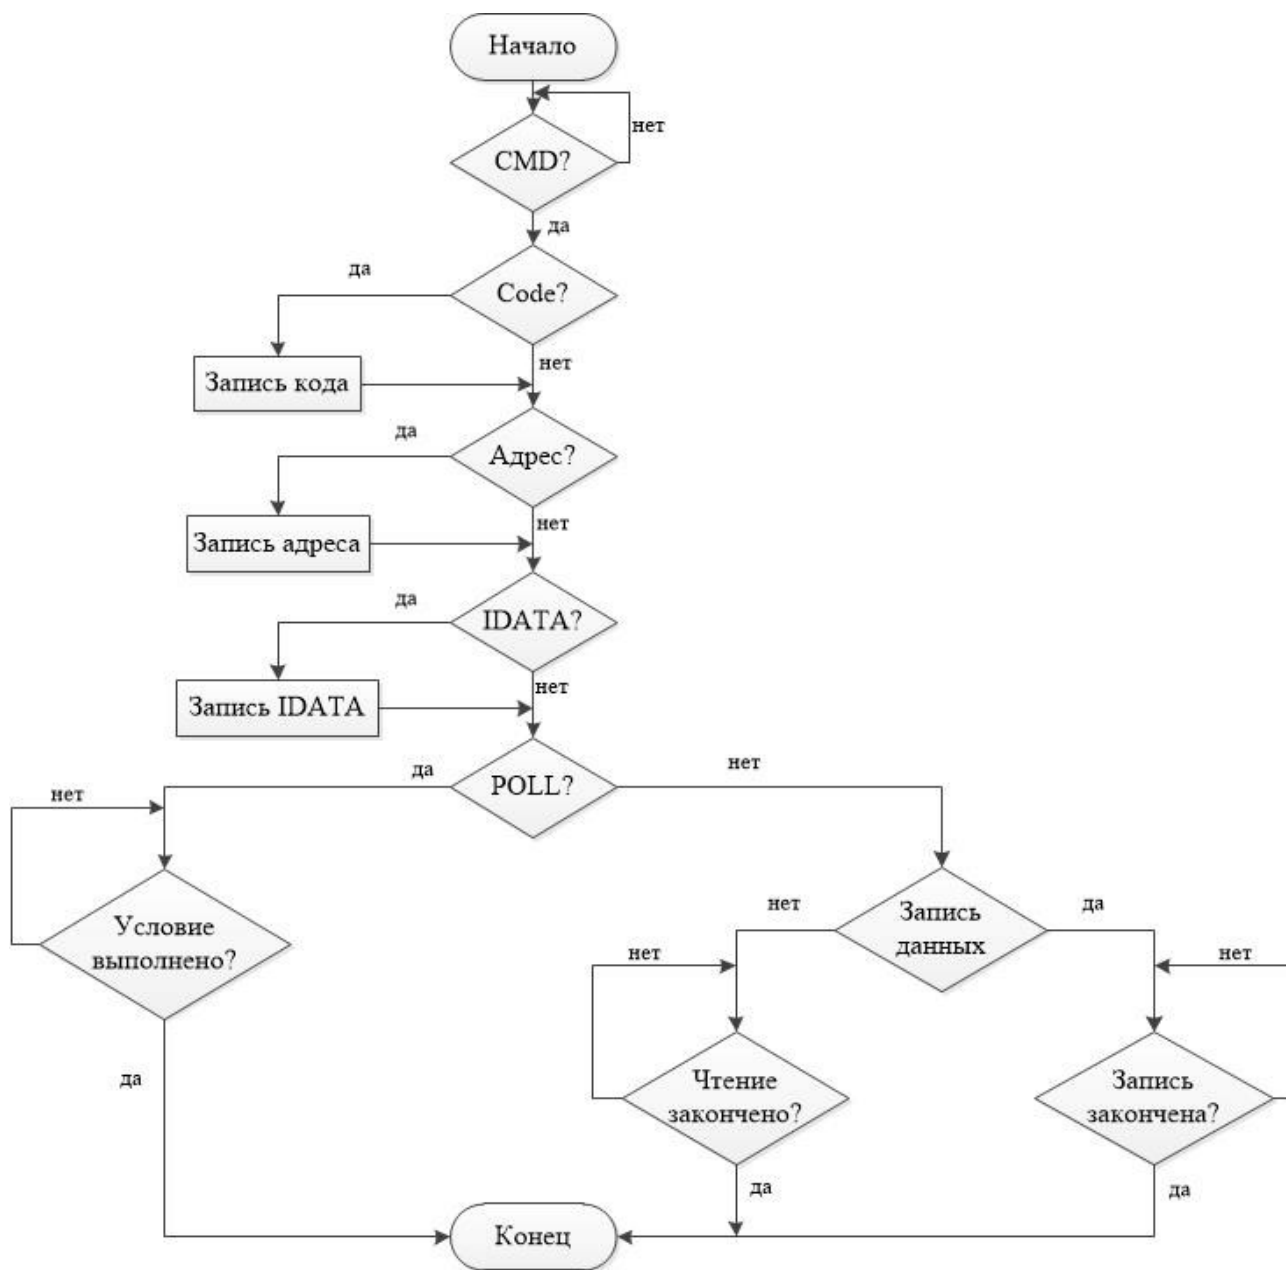 Начало
нет
CMD?
да
да
Code?
нет
Запись кода
да
Адрес?
нет
Запись адреса
да
IDATA?
нет
Запись IDATA
да
POLL?
нет
нет
Условие
выполнено?
нет
Запись
данных
да
нет
нет
да
Чтение
закончено?
Запись
закончена?
да
да
Конец